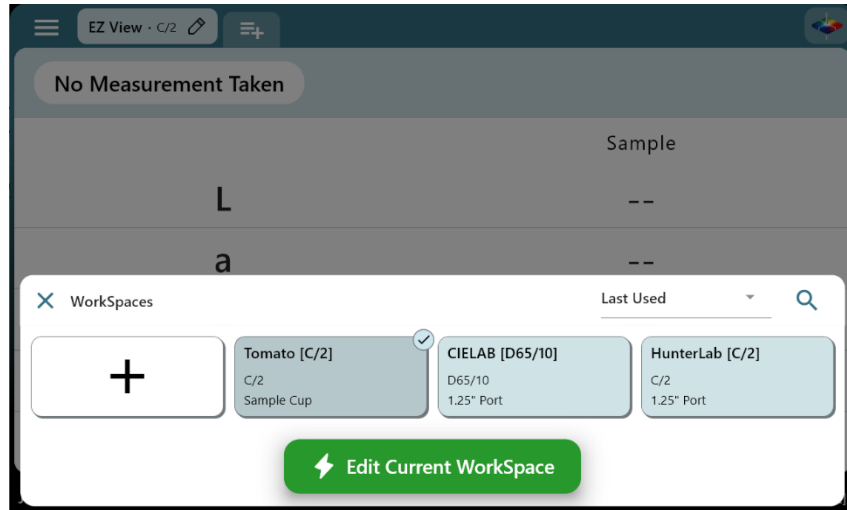 EZ View · C/2
No Measurement Taken
Sample
L
--
a
--
WorkSpaces
Last Used
Tomato [C/2]
C/2
Sample Cup
CIELAB [D65/10]
D65/10
1.25" Port
HunterLab [C/2]
C/2
1.25" Port
Edit Current WorkSpace